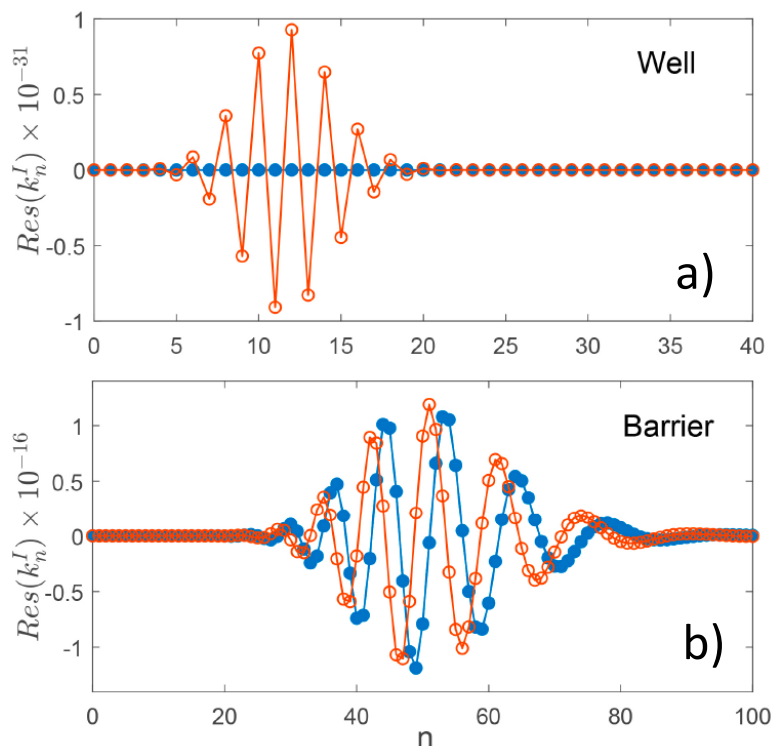 Res(k_n^I) × 10^{-31}
1
0.5
0
-0.5
-1
Well
a)
0 5 10 15 20 25 30 35 40
Res(k_n^I) × 10^{-16}
1
0.5
0
-0.5
-1
Barrier
b)
0 20 40 60 80 100
n